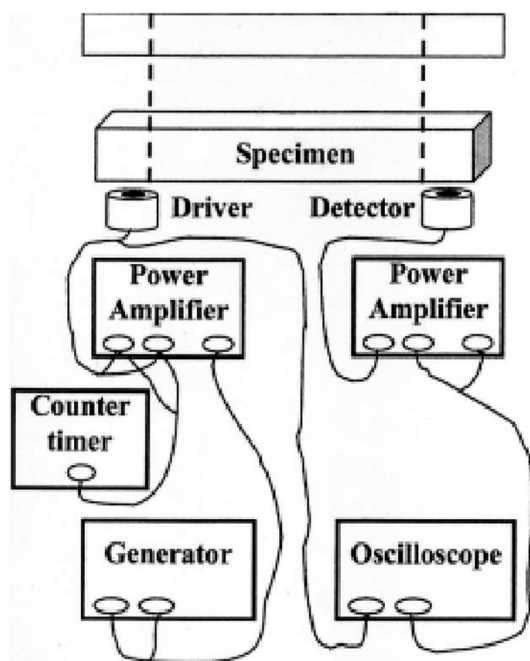 Specimen
Driver
Detector
Power
Amplifier
Power
Amplifier
Counter
timer
Generator
Oscilloscope